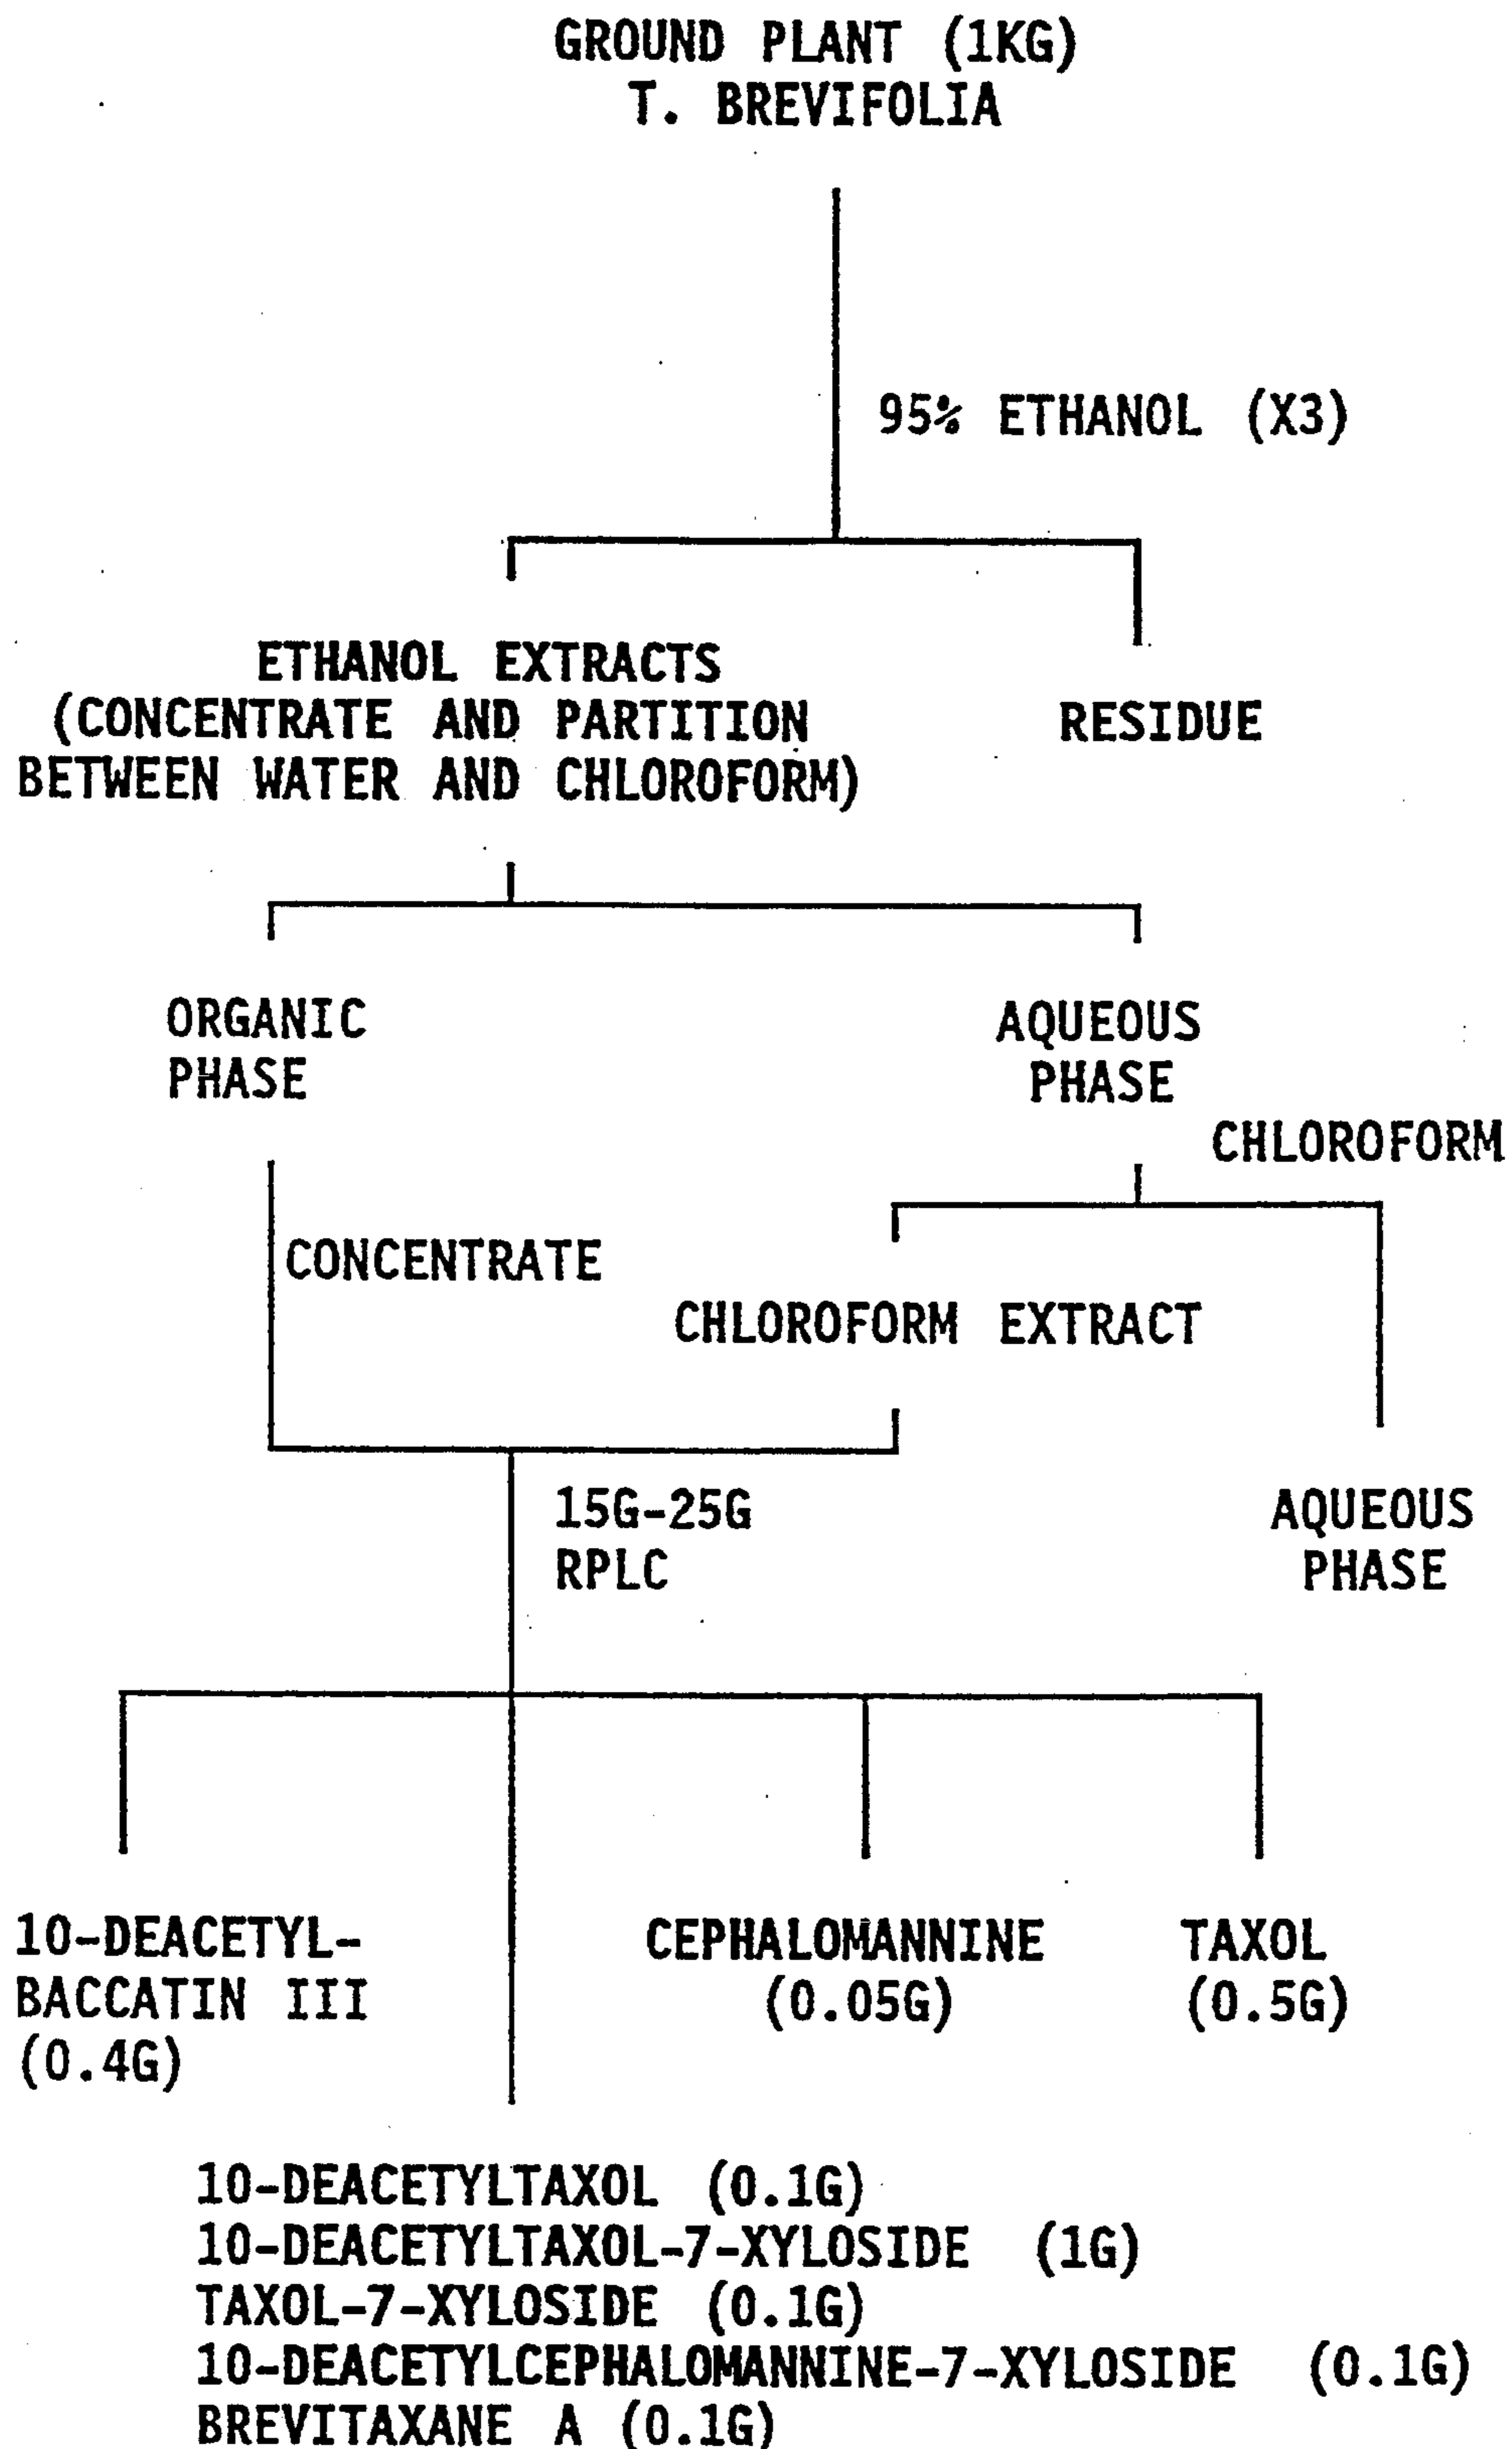 GROUND PLANT (1KG)
T. BREVIFOLIA
95% ETHANOL (X3)
ETHANOL EXTRACTS
(CONCENTRATE AND PARTITION
BETWEEN WATER AND CHLOROFORM)
RESIDUE
ORGANIC
PHASE
AQUEOUS
PHASE
CHLOROFORM
CONCENTRATE
CHLOROFORM EXTRACT
15G-25G
RPLC
AQUEOUS
PHASE
10-DEACETYL-
BACCATIN III
(0.4G)
CEPHALOMANNINE
(0.05G)
TAXOL
(0.5G)
10-DEACETYLTAXOL (0.1G)
10-DEACETYLTAXOL-7-XYLOSIDE (1G)
TAXOL-7-XYLOSIDE (0.1G)
10-DEACETYLCEPHALOMANNINE-7-XYLOSIDE (0.1G)
BREVITAXANE A (0.1G)